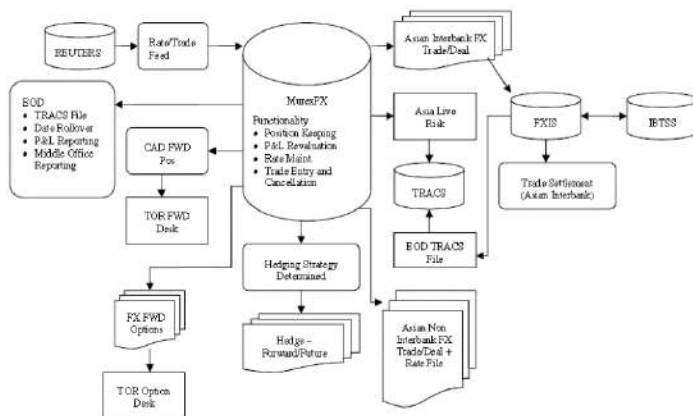 REUTERS
Rate/Trade
Feed
MurexFX
Functionality
Position Keeping
P&L Revaluation
Rate Maint.
Trade Entry and
Cancellation
Asian Interbank FX
Trade/Deal
EOD
TRACS File
Date Rollover
P&L Reporting
Middle Office
Reporting
CAD FWD
Pos
TOR FWD
Desk
Asia Live
Risk
TRACS
EOD TRACS
File
FXIS
IBTSS
Trade Settlement
(Asian Interbank)
Hedging Strategy
Determined
Hedge –
Forward/Future
FX FWD
Options
TOR Option
Desk
Asian Non
Interbank FX
Trade/Deal +
Rate File